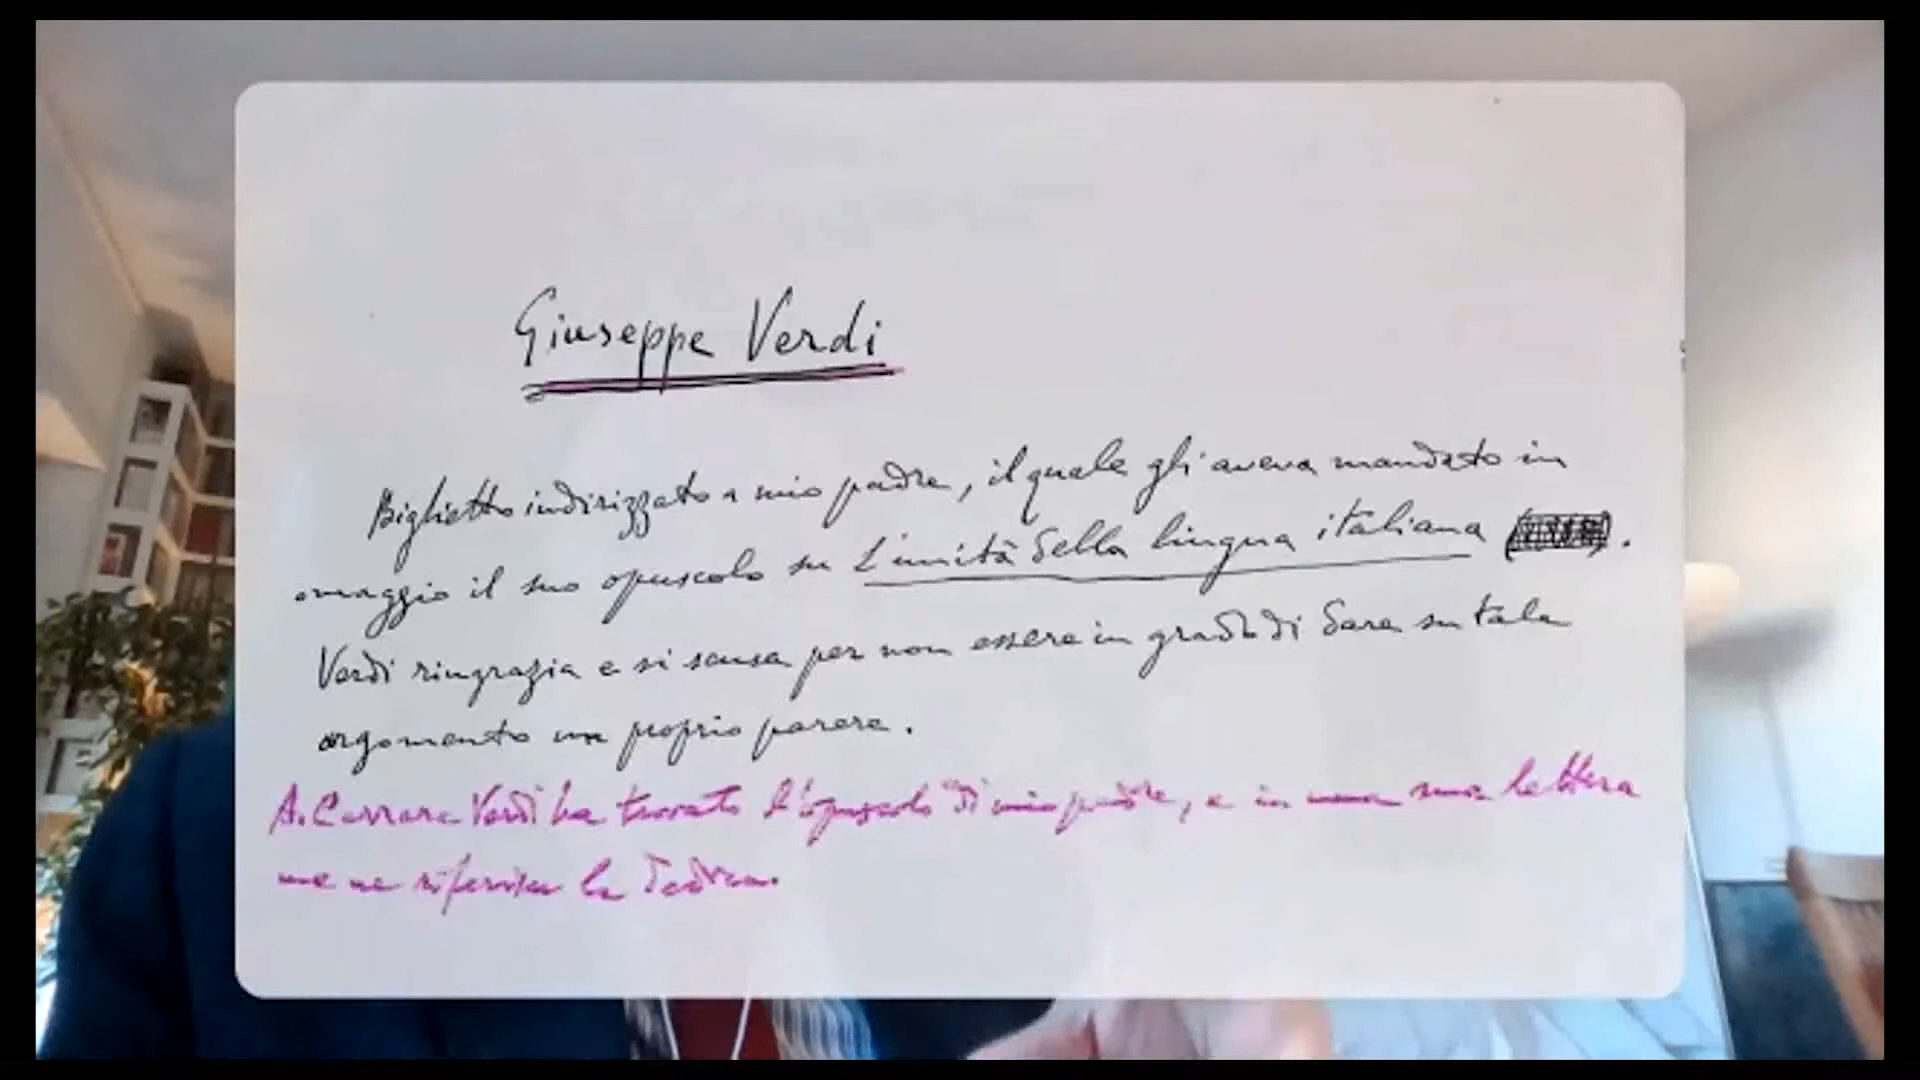 Giuseppe Verdi
Biglietto indirizzato a mio padre, il quale gli aveva mandato in
omaggio il suo opuscolo su L'unità della lingua italiana .
Verdi ringrazia e si scusa per non essere in grado di dare su tale
argomento un proprio parere.
A. Carrara Verdi ha trovato l'opuscolo di mio padre, e in una sua lettera
me ne riferisce la dedica.